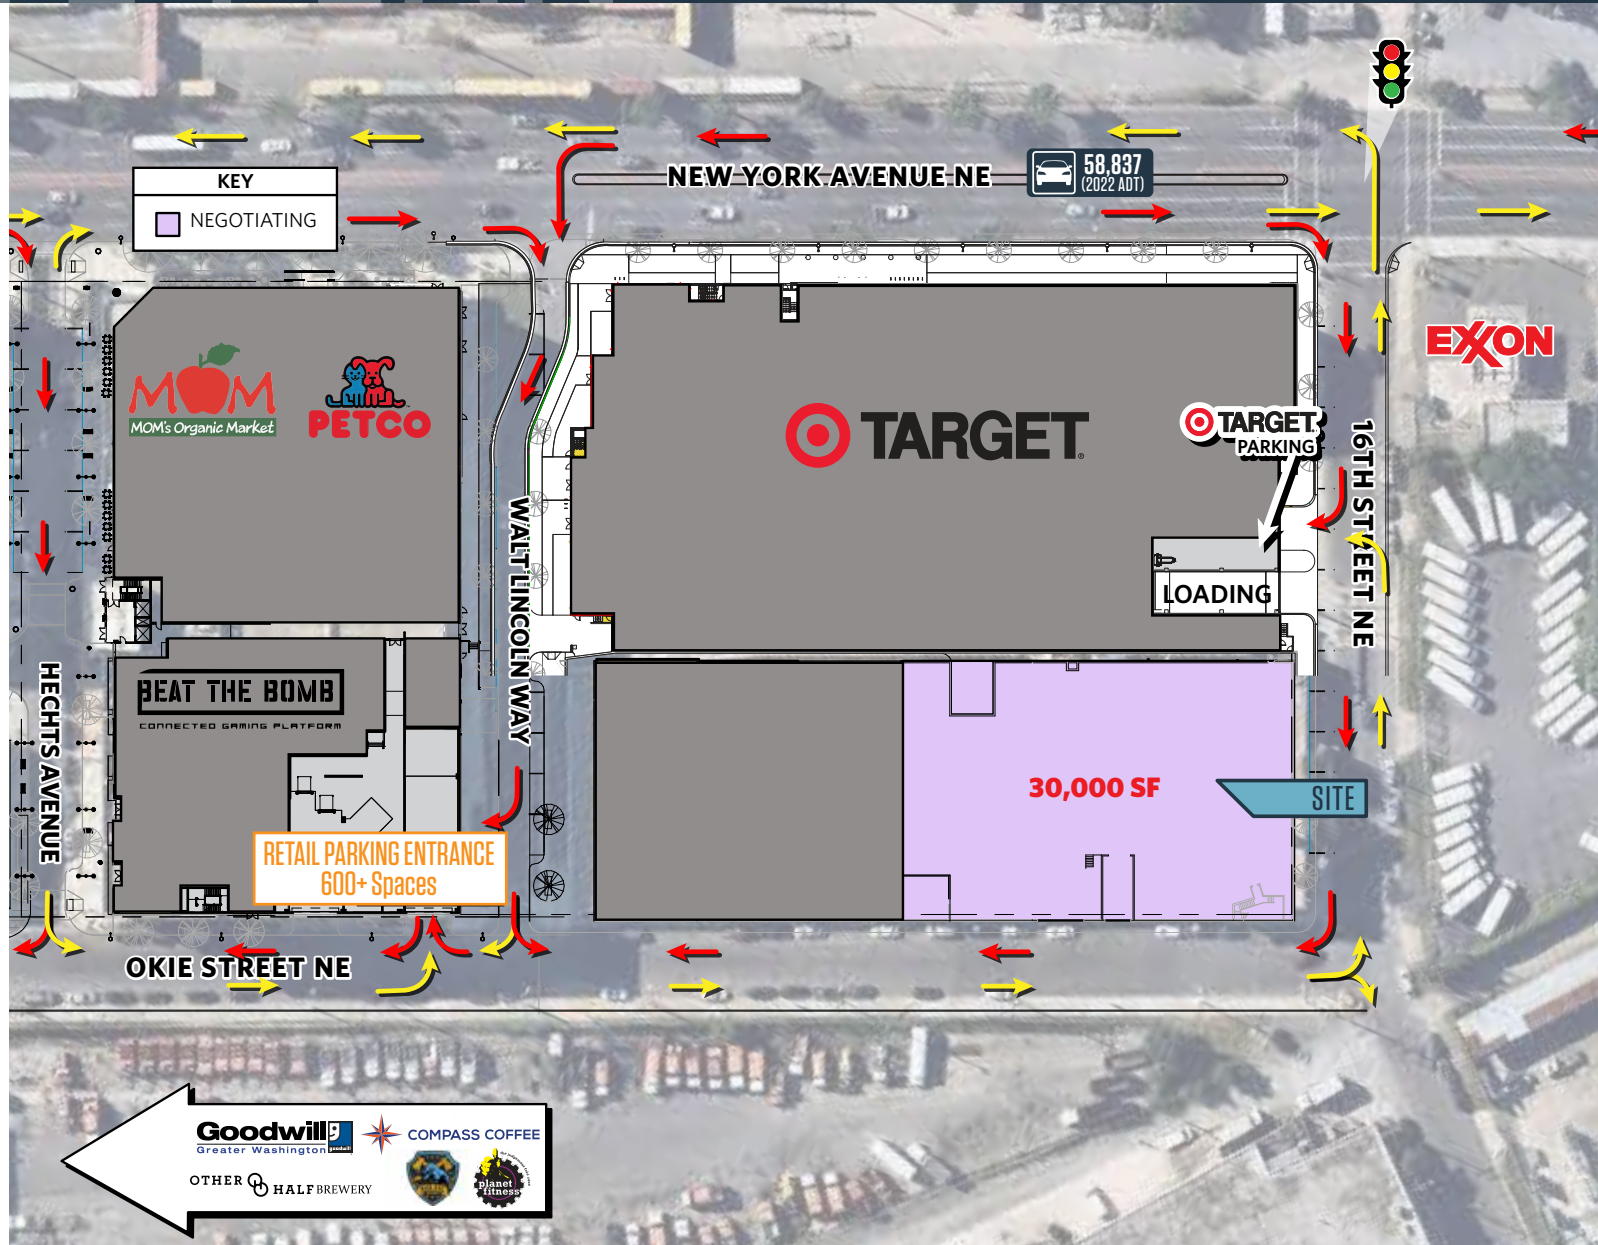 NEW YORK AVENUE NE
58,837
(2022 ADT)
KEY
NEGOTIATING
EXXON
MOM
MOM's Organic Market
PETCO
TARGET
TARGET
PARKING
16TH STREET NE
WALT LINCOLN WAY
LOADING
HECHTS AVENUE
BEAT THE BOMB
CONNECTED GAMING PLATFORM
30,000 SF
SITE
RETAIL PARKING ENTRANCE
600+ Spaces
OKIE STREET NE
Goodwill
Greater Washington
goodwill
COMPASS COFFEE
OTHER HALF BREWERY
planet
fitness